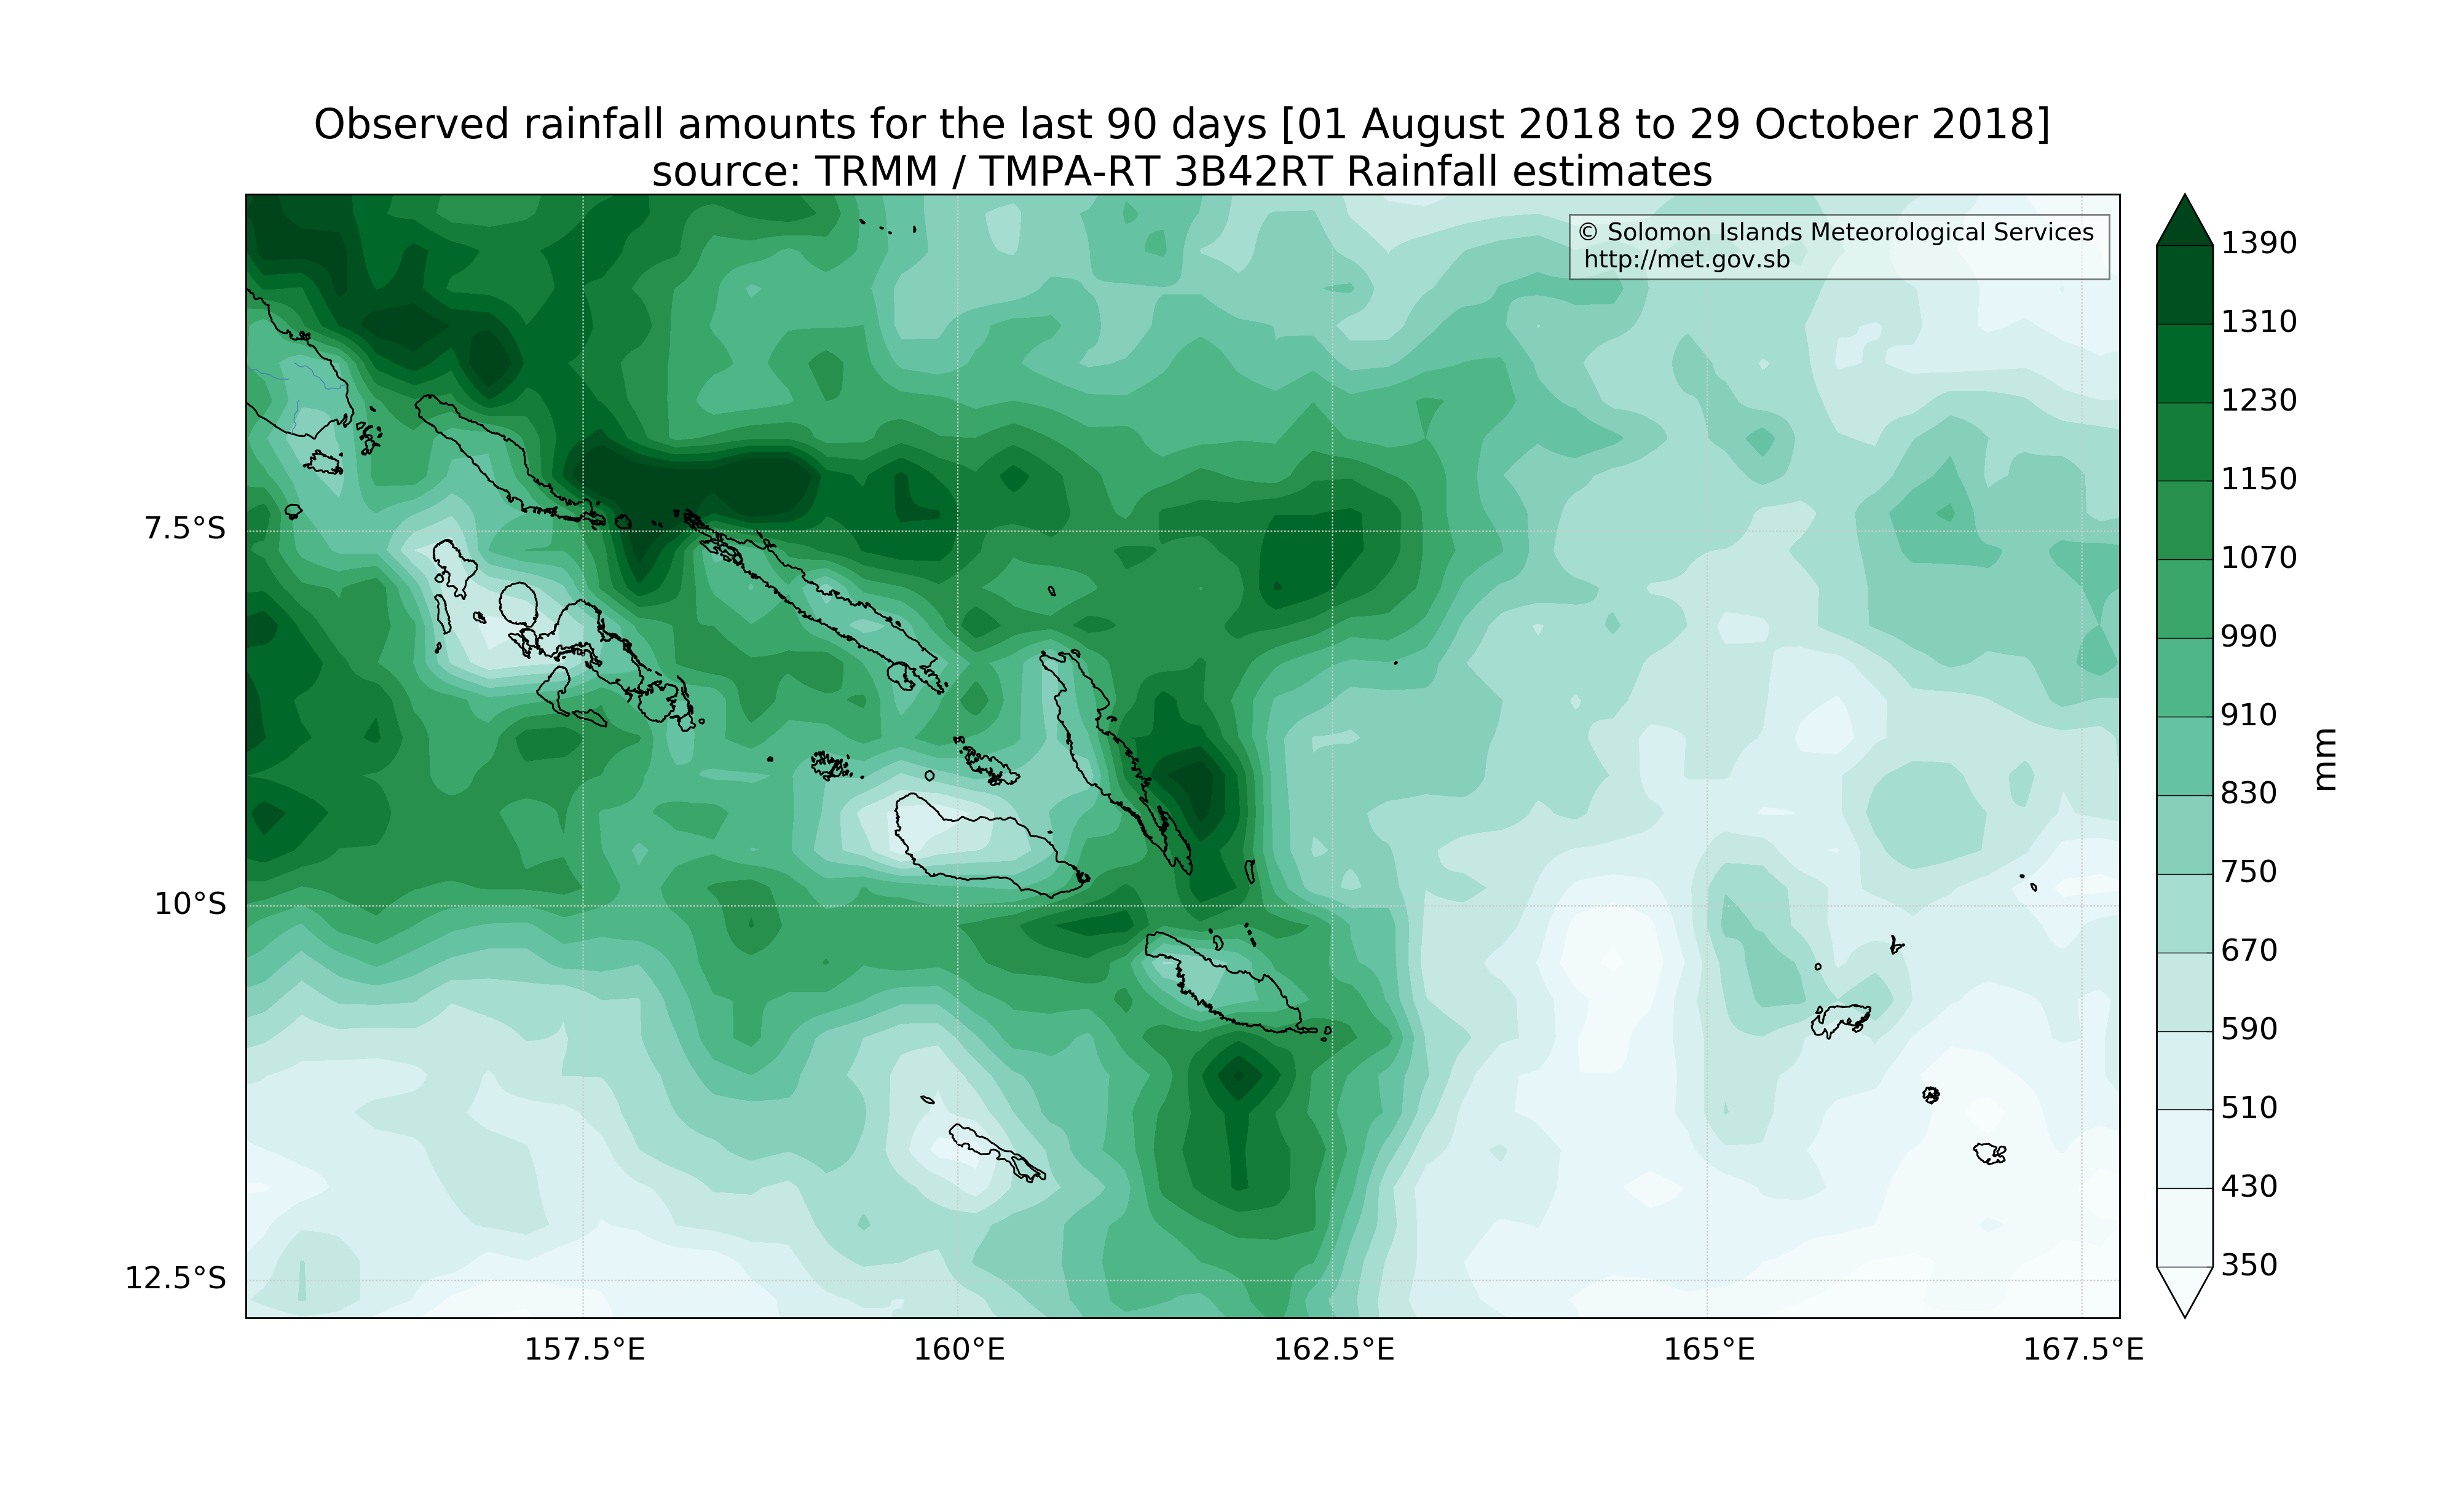 Observed rainfall amounts for the last 90 days [01 August 2018 to 29 October 2018]
source: TRMM / TMPA-RT 3B42RT Rainfall estimates
© Solomon Islands Meteorological Services
http://met.gov.sb
7.5°S
10°S
12.5°S
157.5°E
160°E
162.5°E
165°E
167.5°E
1390
1310
1230
1150
1070
990
910
830
750
670
590
510
430
350
mm